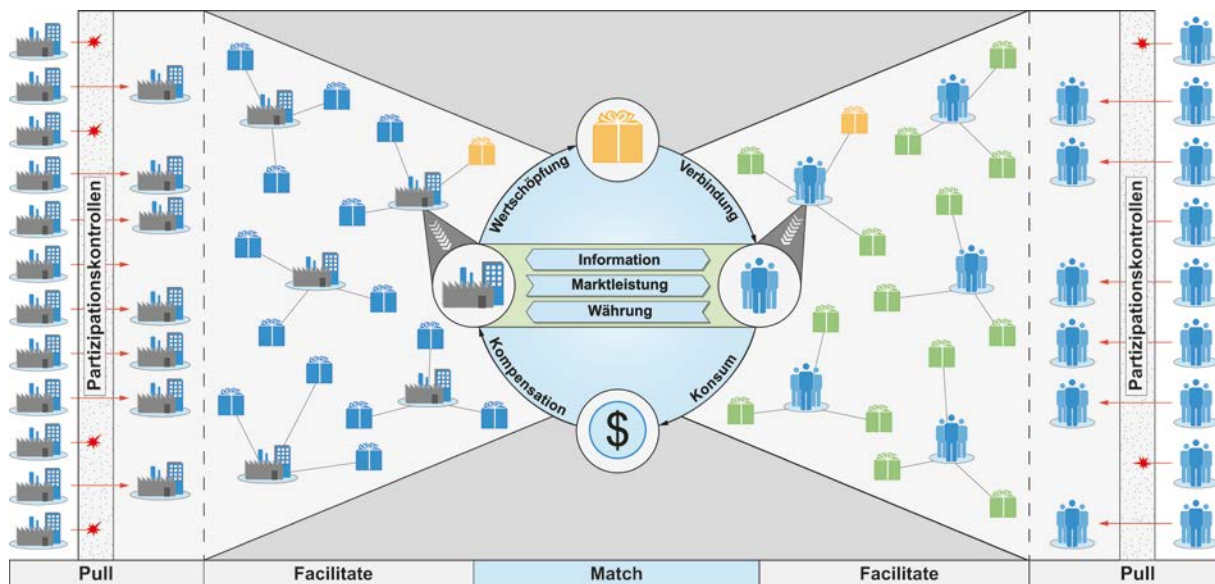 Partizipationskontrollen
Wertschöpfung
Verbindung
Information
Marktleistung
Währung
Kompensation
Konsum
$
Partizipationskontrollen
Pull
Facilitate
Match
Facilitate
Pull